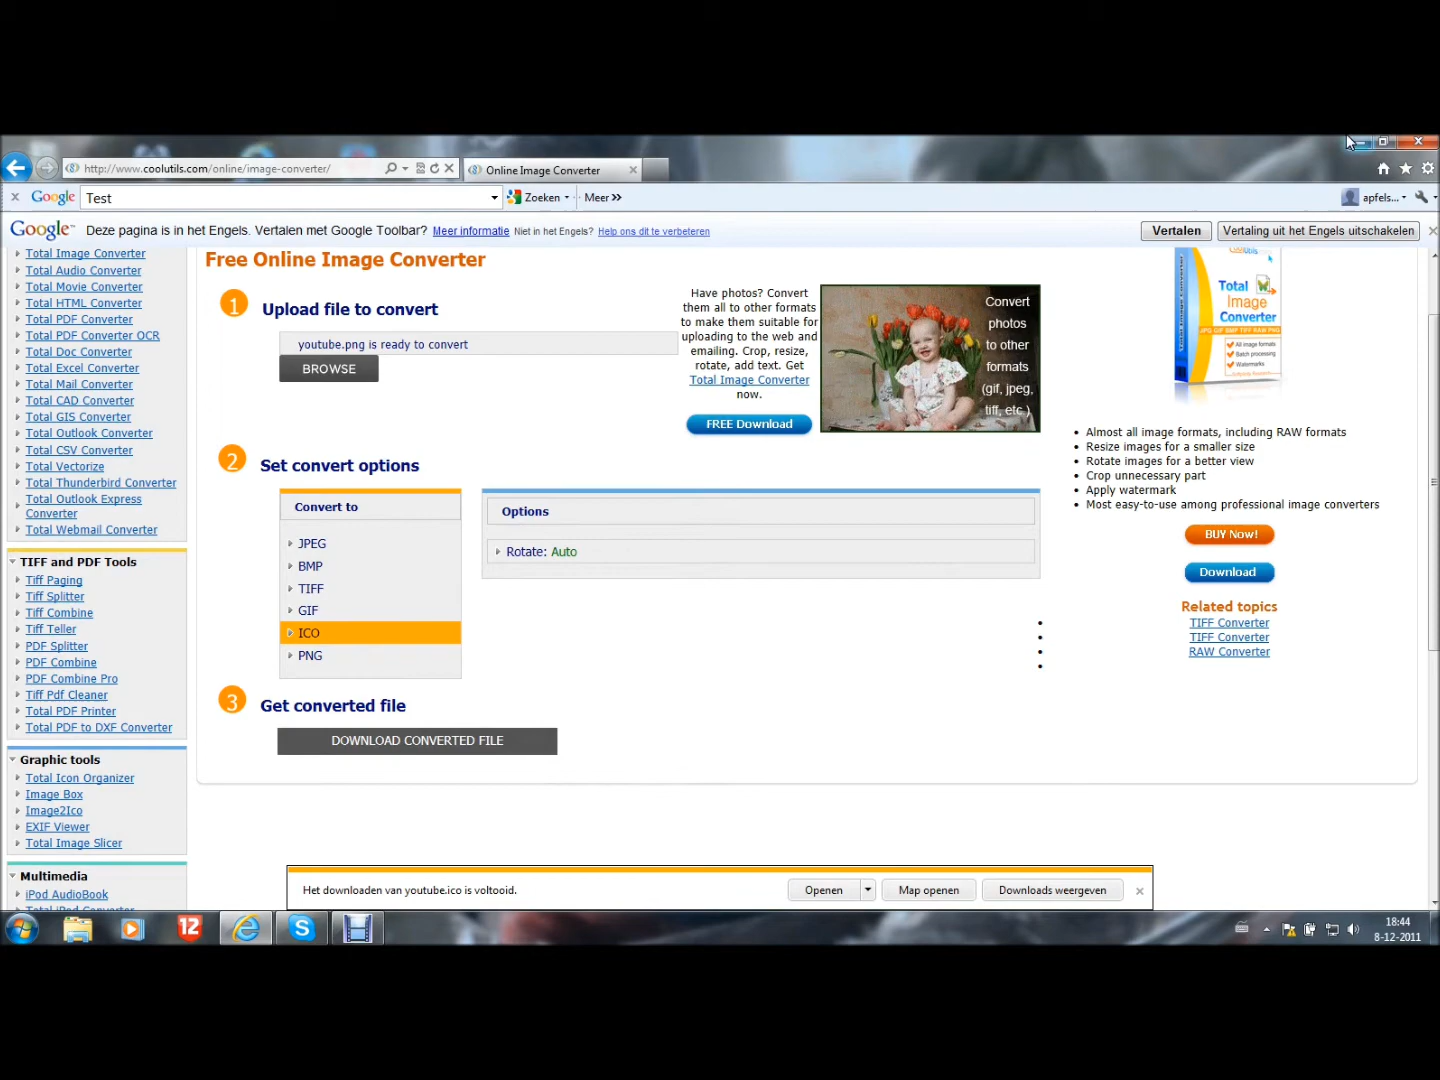 http://www.coolutils.com/online/image-converter/
Online Image Converter
Google
Test
Zoeken
Meer »
apfels...
Google
Deze pagina is in het Engels. Vertalen met Google Toolbar?
Meer informatie
Niet in het Engels?
Help ons dit te verbeteren
Vertalen
Vertaling uit het Engels uitschakelen
Total Image Converter
Total Audio Converter
Total Movie Converter
Total HTML Converter
Total PDF Converter
Total PDF Converter OCR
Total Doc Converter
Total Excel Converter
Total Mail Converter
Total CAD Converter
Total GIS Converter
Total Outlook Converter
Total CSV Converter
Total Vectorize
Total Thunderbird Converter
Total Outlook Express
Converter
Total Webmail Converter
TIFF and PDF Tools
Tiff Paging
Tiff Splitter
Tiff Combine
Tiff Teller
PDF Splitter
PDF Combine
PDF Combine Pro
Tiff Pdf Cleaner
Total PDF Printer
Total PDF to DXF Converter
Graphic tools
Total Icon Organizer
Image Box
Image2Ico
EXIF Viewer
Total Image Slicer
Multimedia
iPod AudioBook
Free Online Image Converter
1
Upload file to convert
youtube.png is ready to convert
BROWSE
Have photos? Convert
them all to other formats
to make them suitable for
uploading to the web and
emailing. Crop, resize,
rotate, add text. Get
Total Image Converter
now.
FREE Download
Convert
photos
to other
formats
(gif, jpeg,
tiff, etc.)
2
Set convert options
Convert to
JPEG
BMP
TIFF
GIF
ICO
PNG
Options
Rotate: Auto
3
Get converted file
DOWNLOAD CONVERTED FILE
Total
Image
Converter
JPG GIF BMP TIFF RAW PNG
All image formats
Batch processing
Watermarks
Almost all image formats, including RAW formats
Resize images for a smaller size
Rotate images for a better view
Crop unnecessary part
Apply watermark
Most easy-to-use among professional image converters
BUY Now!
Download
Related topics
TIFF Converter
TIFF Converter
RAW Converter
Het downloaden van youtube.ico is voltooid.
Openen
Map openen
Downloads weergeven
12
18:44
8-12-2011